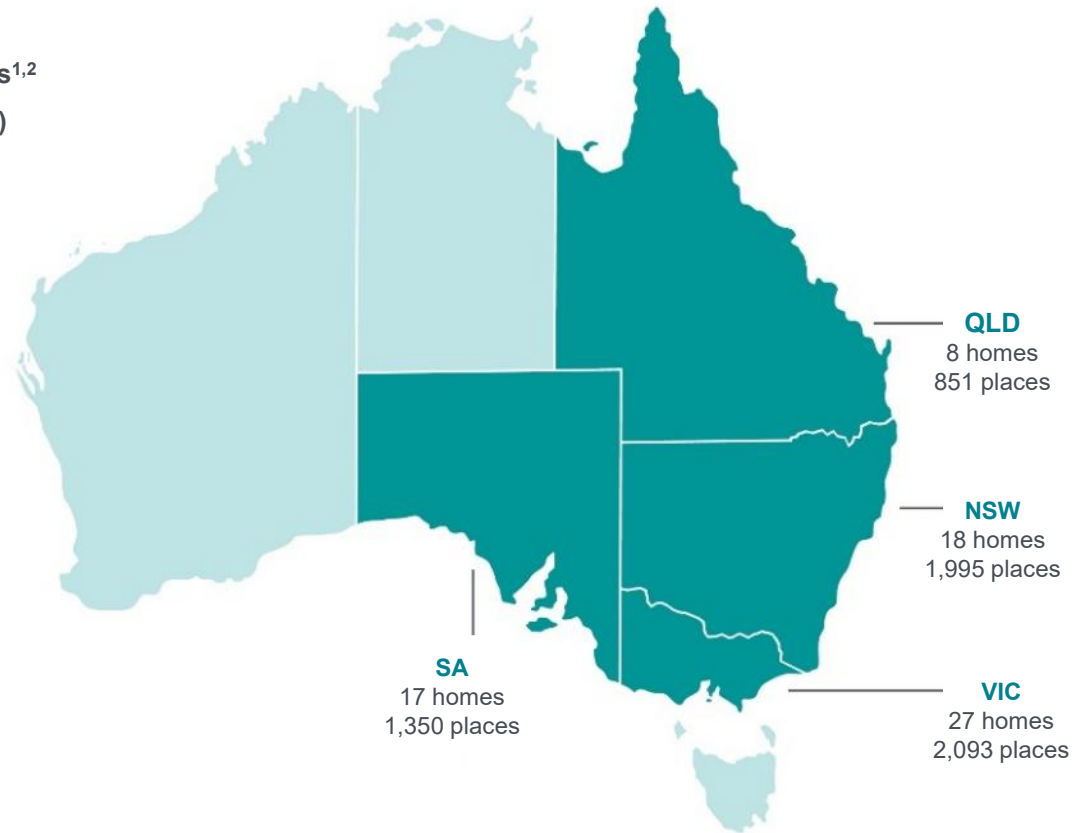 s1,2
)
QLD
8 homes
851 places
NSW
18 homes
1,995 places
SA
17 homes
1,350 places
VIC
27 homes
2,093 places